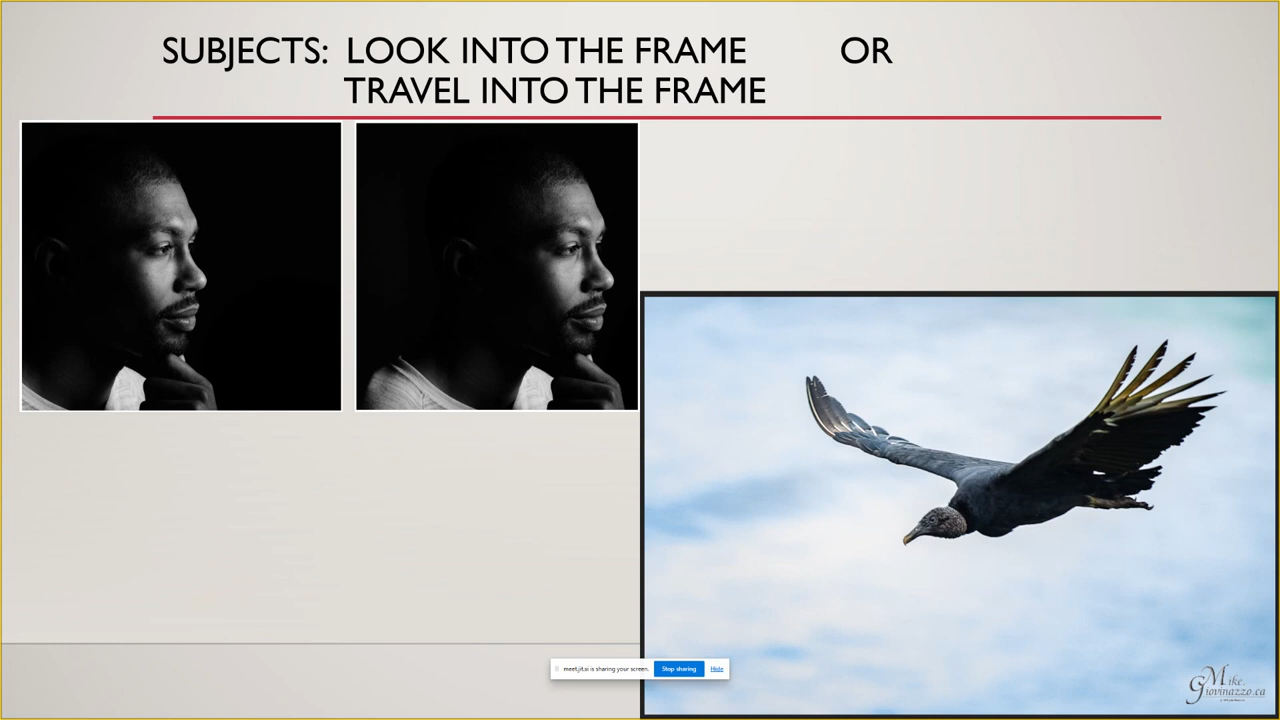 SUBJECTS: LOOK INTO THE FRAME OR
TRAVEL INTO THE FRAME
meet.jit.si is sharing your screen. Stop sharing Hide
Mike
Giovinazzo.ca